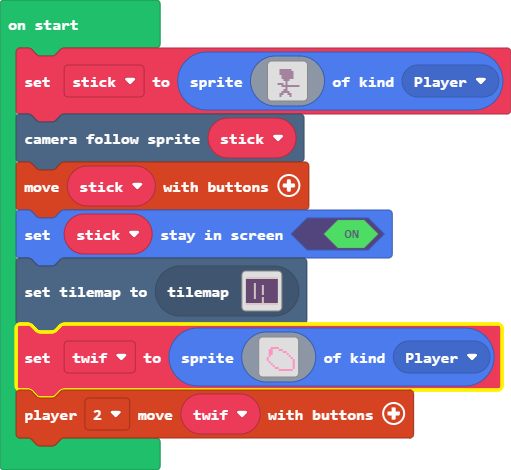 on start
set stick to sprite of kind Player
camera follow sprite stick
move stick with buttons
set stick stay in screen ON
set tilemap to tilemap
set twif to sprite of kind Player
player 2 move twif with buttons